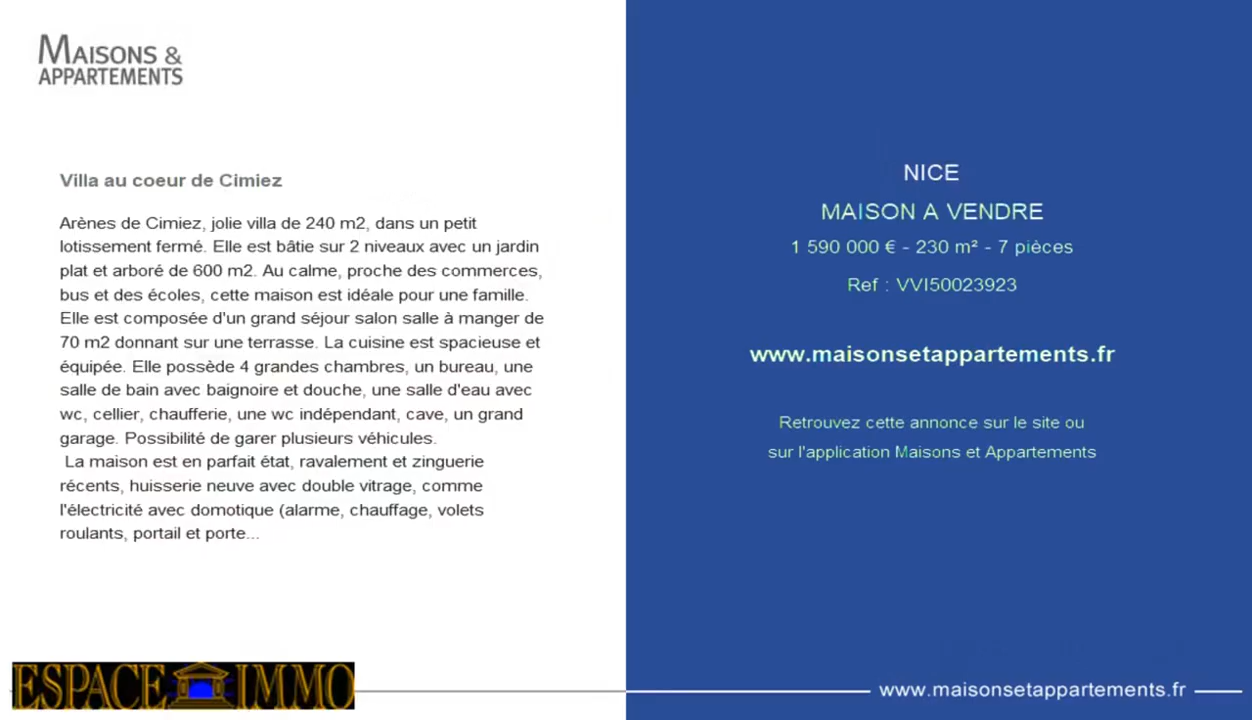 MAISONS &
APPARTEMENTS
Villa au coeur de Cimiez
Arènes de Cimiez, jolie villa de 240 m2, dans un petit
lotissement fermé. Elle est bâtie sur 2 niveaux avec un jardin
plat et arboré de 600 m2. Au calme, proche des commerces,
bus et des écoles, cette maison est idéale pour une famille.
Elle est composée d'un grand séjour salon salle à manger de
70 m2 donnant sur une terrasse. La cuisine est spacieuse et
équipée. Elle possède 4 grandes chambres, un bureau, une
salle de bain avec baignoire et douche, une salle d'eau avec
wc, cellier, chaufferie, une wc indépendant, cave, un grand
garage. Possibilité de garer plusieurs véhicules.
La maison est en parfait état, ravalement et zinguerie
récents, huisserie neuve avec double vitrage, comme
l'électricité avec domotique (alarme, chauffage, volets
roulants, portail et porte...
ESPACE IMMO
NICE
MAISON A VENDRE
1 590 000 € - 230 m² - 7 pièces
Ref : VVI50023923
www.maisonsetappartements.fr
Retrouvez cette annonce sur le site ou
sur l'application Maisons et Appartements
www.maisonsetappartements.fr